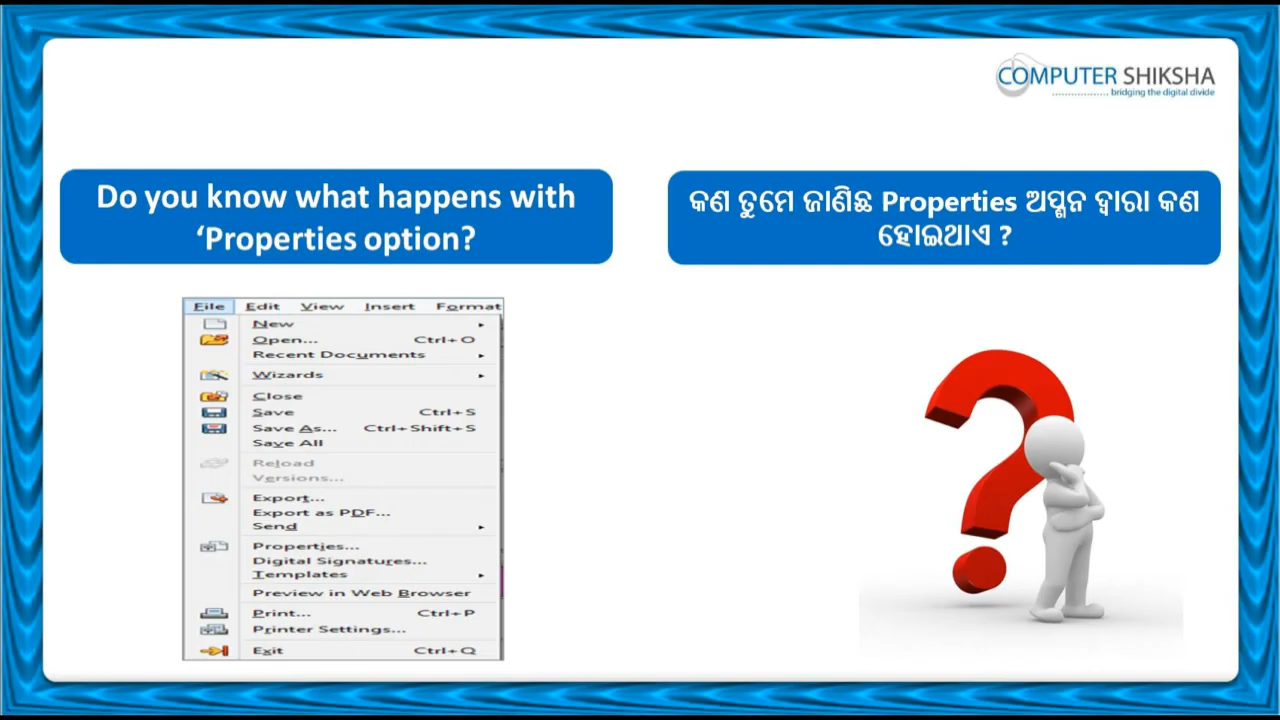 COMPUTER SHIKSHA
bridging the digital divide
Do you know what happens with
‘Properties option?
କଣ ତୁମେ ଜାଣିଛ Properties ଅପ୍ସନ ଦ୍ୱାରା କଣ
ହୋଇଥାଏ ?
File Edit View Insert Format
New
Open... Ctrl+O
Recent Documents
Wizards
Close
Save Ctrl+S
Save As... Ctrl+Shift+S
Save All
Reload
Versions...
Export...
Export as PDF...
Send
Properties...
Digital Signatures...
Templates
Preview in Web Browser
Print... Ctrl+P
Printer Settings...
Exit Ctrl+Q